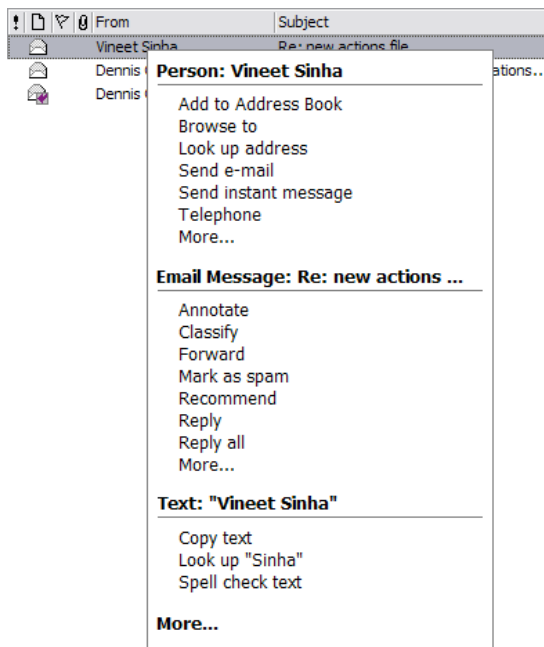 ! From Subject
Vineet Sinha Re: new actions file
Dennis ations...
Dennis
Person: Vineet Sinha
Add to Address Book
Browse to
Look up address
Send e-mail
Send instant message
Telephone
More...
Email Message: Re: new actions ...
Annotate
Classify
Forward
Mark as spam
Recommend
Reply
Reply all
More...
Text: "Vineet Sinha"
Copy text
Look up "Sinha"
Spell check text
More...